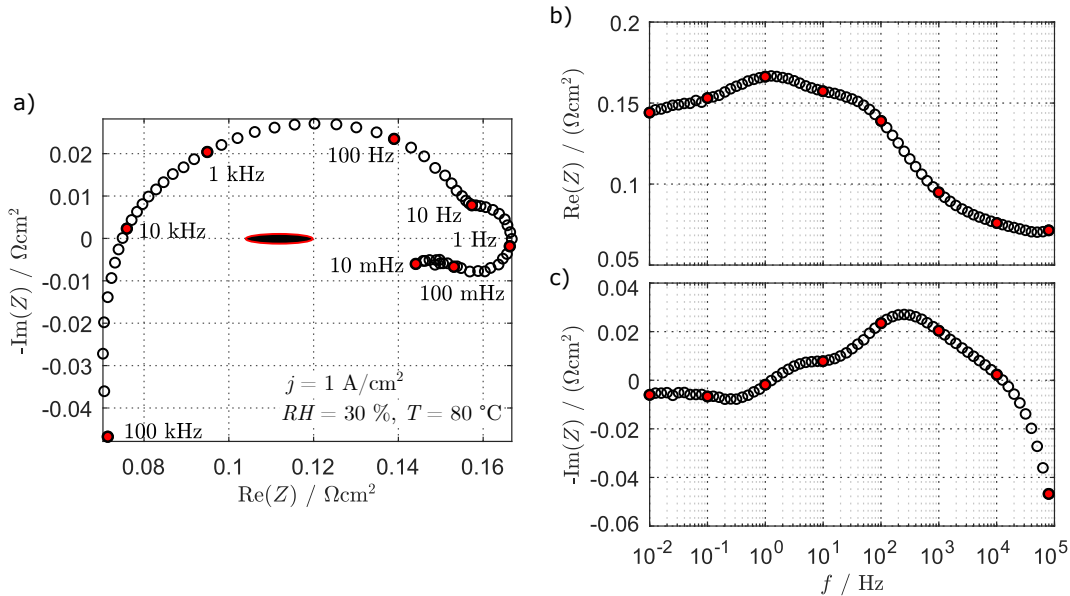 a)
0.02
0.01
0
-0.01
-0.02
-0.03
-0.04
-Im(Z) / Ωcm²
0.08
0.1
0.12
0.14
0.16
Re(Z) / Ωcm²
100 Hz
1 kHz
10 Hz
10 kHz
1 Hz
10 mHz
100 mHz
j = 1 A/cm²
RH = 30 %, T = 80 °C
100 kHz
b)
0.2
0.15
0.1
0.05
Re(Z) / (Ωcm²)
c)
0.04
0.02
0
-0.02
-0.04
-0.06
-Im(Z) / (Ωcm²)
10⁻²
10⁻¹
10⁰
10¹
10²
10³
10⁴
10⁵
f / Hz